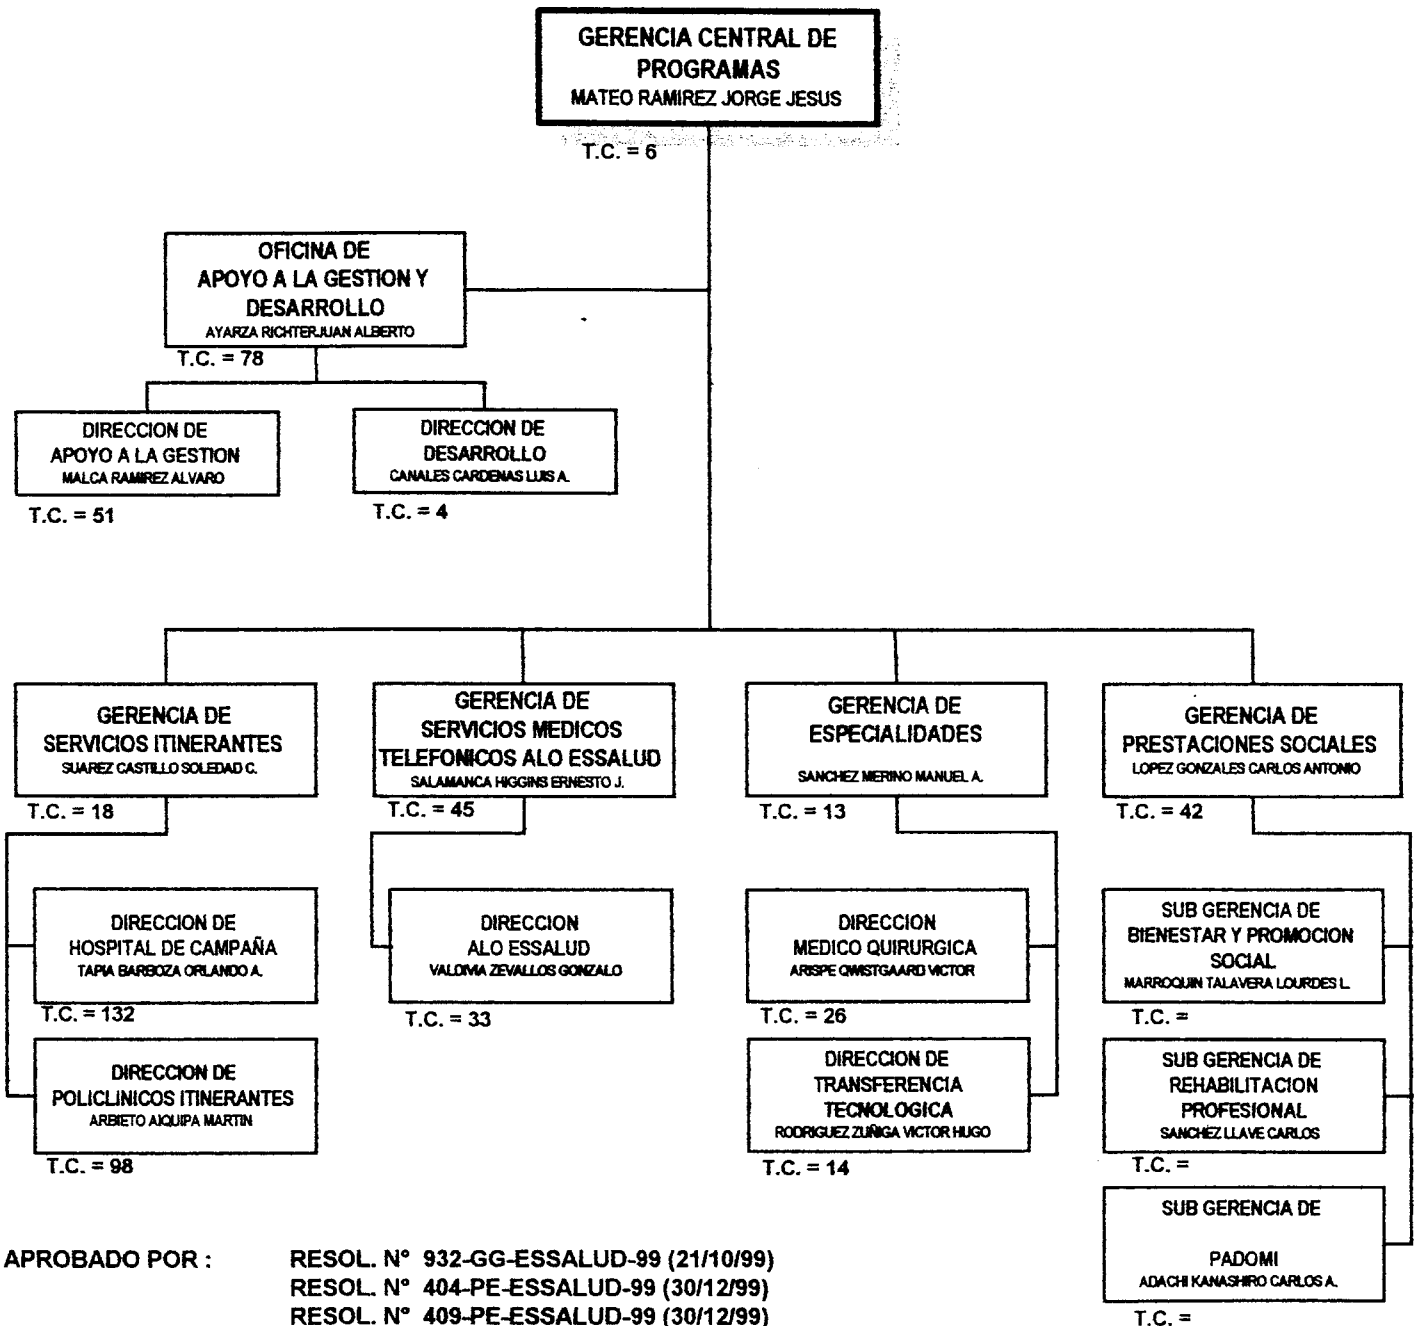 GERENCIA CENTRAL DE
PROGRAMAS
MATEO RAMIREZ JORGE JESUS
T.C. = 6
OFICINA DE
APOYO A LA GESTION Y
DESARROLLO
AYARZA RICHTERJUAN ALBERTO
T.C. = 78
DIRECCION DE
APOYO A LA GESTION
MALCA RAMIREZ ALVARO
T.C. = 51
DIRECCION DE
DESARROLLO
CANALES CARDENAS LUIS A.
T.C. = 4
GERENCIA DE
SERVICIOS ITINERANTES
SUAREZ CASTILLO SOLEDAD C.
T.C. = 18
GERENCIA DE
SERVICIOS MEDICOS
TELEFONICOS ALO ESSALUD
SALAMANCA HIGGINS ERNESTO J.
T.C. = 45
GERENCIA DE
ESPECIALIDADES
SANCHEZ MERINO MANUEL A.
T.C. = 13
GERENCIA DE
PRESTACIONES SOCIALES
LOPEZ GONZALES CARLOS ANTONIO
T.C. = 42
DIRECCION DE
HOSPITAL DE CAMPAÑA
TAPIA BARBOZA ORLANDO A.
T.C. = 132
DIRECCION DE
POLICLINICOS ITINERANTES
ARBIETO AIQUIPA MARTIN
T.C. = 98
DIRECCION
ALO ESSALUD
VALDIVIA ZEVALLOS GONZALO
T.C. = 33
DIRECCION
MEDICO QUIRURGICA
ARISPE QWISTGAARD VICTOR
T.C. = 26
DIRECCION DE
TRANSFERENCIA
TECNOLOGICA
RODRIGUEZ ZUÑIGA VICTOR HUGO
T.C. = 14
SUB GERENCIA DE
BIENESTAR Y PROMOCION
SOCIAL
MARROQUIN TALAVERA LOURDES L.
T.C. =
SUB GERENCIA DE
REHABILITACION
PROFESIONAL
SANCHEZ LLAVE CARLOS
T.C. =
SUB GERENCIA DE
PADOMI
ADACHI KANASHIRO CARLOS A.
T.C. =
APROBADO POR : RESOL. N° 932-GG-ESSALUD-99 (21/10/99)
RESOL. N° 404-PE-ESSALUD-99 (30/12/99)
RESOL. N° 409-PE-ESSALUD-99 (30/12/99)